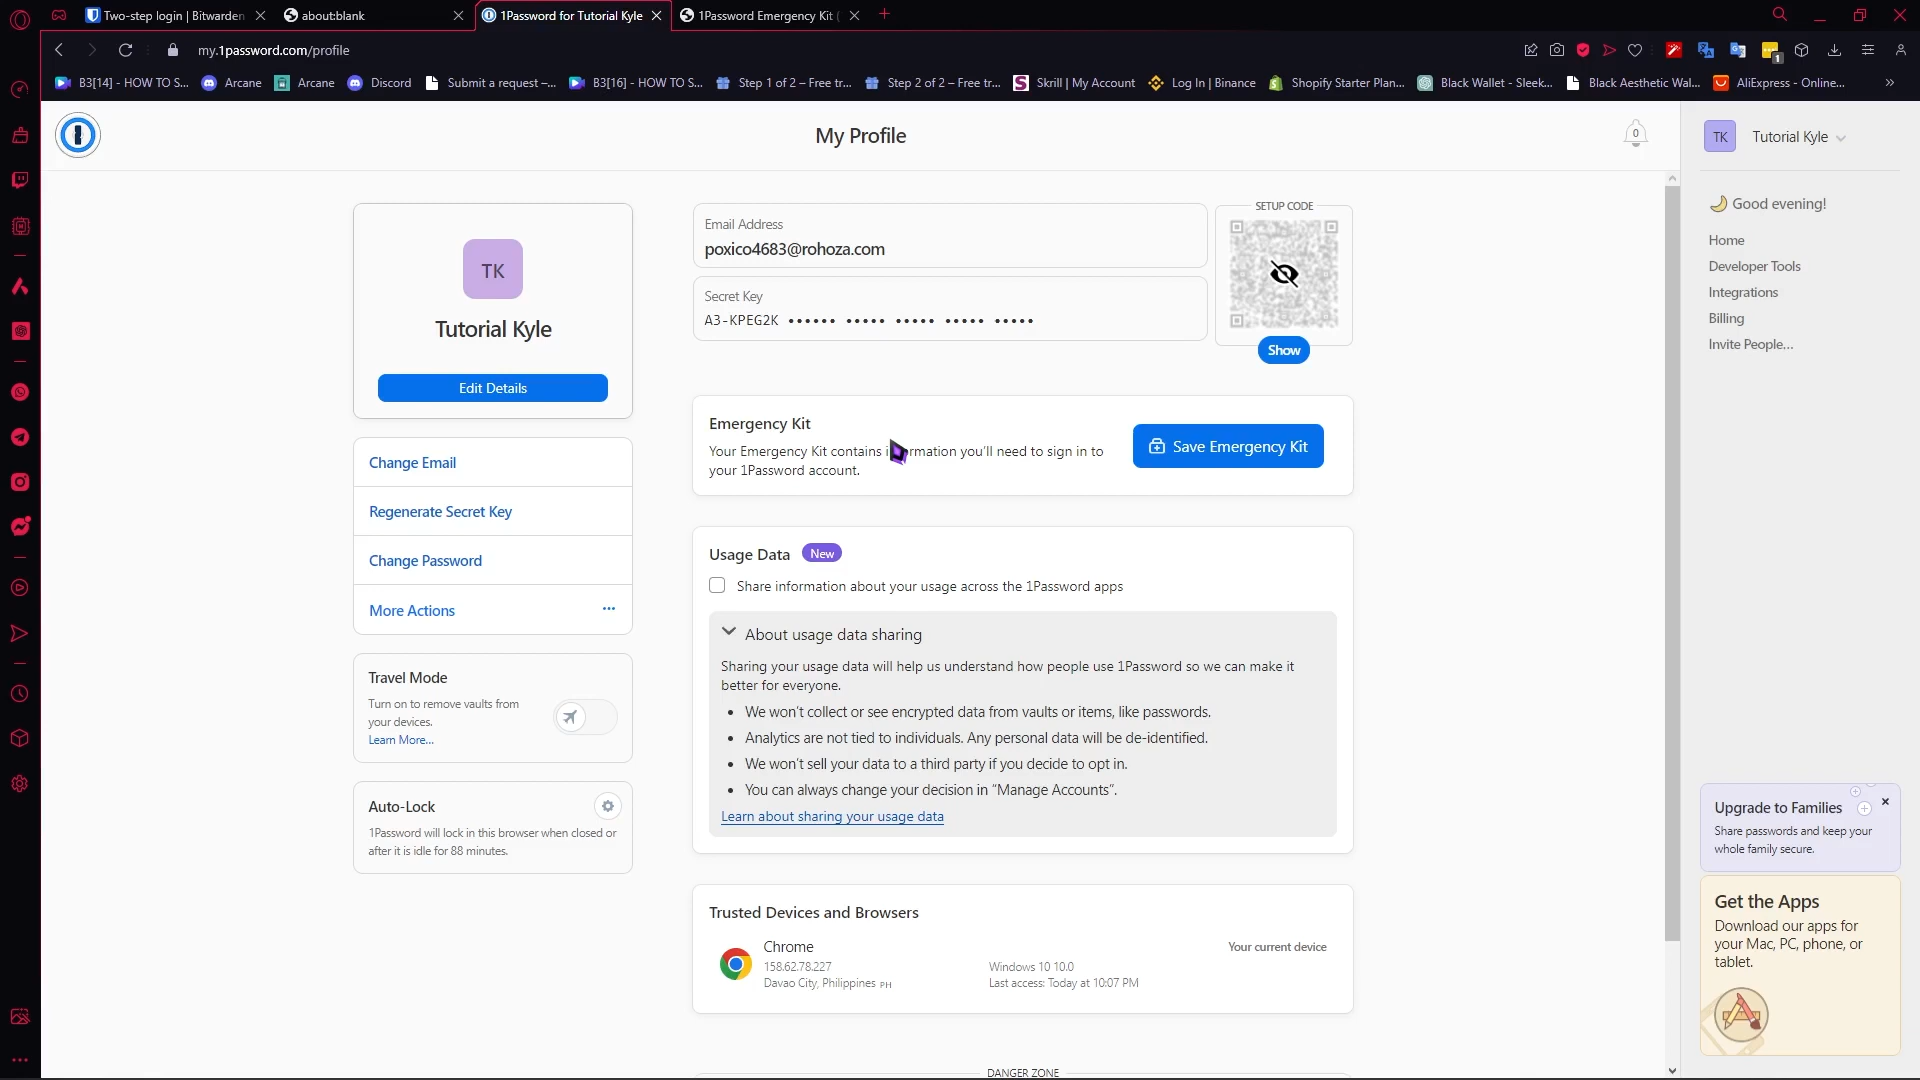 Two-step login | Bitwarden
about:blank
1Password for Tutorial Kyle
1Password Emergency Kit (
my.1password.com/profile
1
B3[14] - HOW TO S...
Arcane
Arcane
Discord
Submit a request –...
B3[16] - HOW TO S...
Step 1 of 2 – Free tr...
Step 2 of 2 – Free tr...
Skrill | My Account
Log In | Binance
Shopify Starter Plan...
Black Wallet - Sleek...
Black Aesthetic Wal...
AliExpress - Online...
My Profile
0
TK
Tutorial Kyle
Edit Details
Change Email
Regenerate Secret Key
Change Password
More Actions
Travel Mode
Turn on to remove vaults from
your devices.
Learn More...
Auto-Lock
1Password will lock in this browser when closed or
after it is idle for 88 minutes.
Email Address
poxico4683@rohoza.com
Secret Key
A3-KPEG2K •••••• ••••• ••••• ••••• •••••
SETUP CODE
Show
Emergency Kit
Your Emergency Kit contains information you'll need to sign in to
your 1Password account.
Save Emergency Kit
Usage Data New
Share information about your usage across the 1Password apps
About usage data sharing
Sharing your usage data will help us understand how people use 1Password so we can make it
better for everyone.
• We won't collect or see encrypted data from vaults or items, like passwords.
• Analytics are not tied to individuals. Any personal data will be de-identified.
• We won't sell your data to a third party if you decide to opt in.
• You can always change your decision in “Manage Accounts”.
Learn about sharing your usage data
Trusted Devices and Browsers
Chrome
158.62.78.227
Davao City, Philippines PH
Windows 10 10.0
Last access: Today at 10:07 PM
Your current device
DANGER ZONE
TK
Tutorial Kyle
Good evening!
Home
Developer Tools
Integrations
Billing
Invite People...
Upgrade to Families
Share passwords and keep your
whole family secure.
Get the Apps
Download our apps for
your Mac, PC, phone, or
tablet.